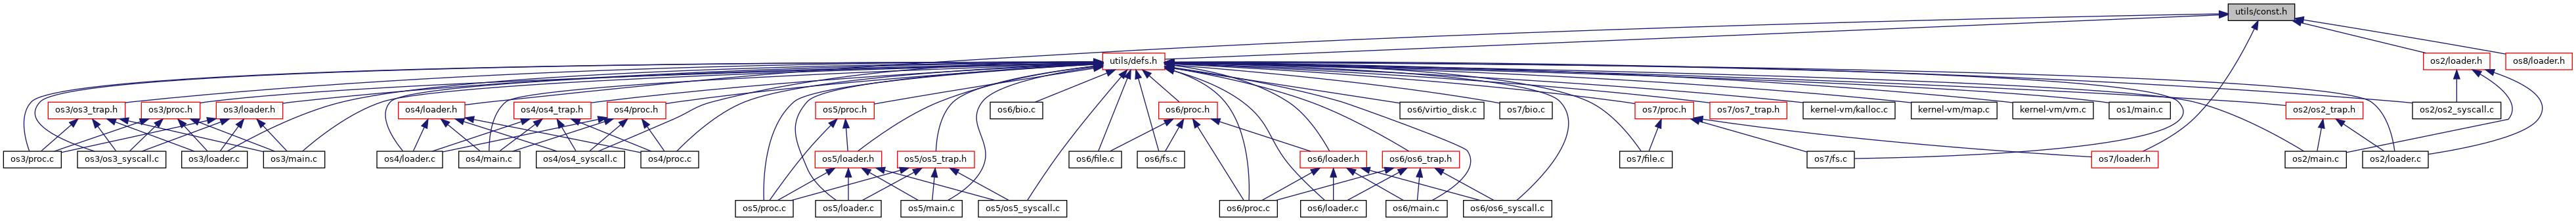 utils/const.h
utils/defs.h
os2/loader.h
os8/loader.h
os3/os3_trap.h
os3/proc.h
os3/loader.h
os4/loader.h
os4/os4_trap.h
os4/proc.h
os5/proc.h
os6/bio.c
os6/proc.h
os6/virtio_disk.c
os7/bio.c
os7/proc.h
os7/os7_trap.h
kernel-vm/kalloc.c
kernel-vm/map.c
kernel-vm/vm.c
os1/main.c
os2/os2_trap.h
os2/os2_syscall.c
os3/proc.c
os3/os3_syscall.c
os3/loader.c
os3/main.c
os4/loader.c
os4/main.c
os4/os4_syscall.c
os4/proc.c
os5/loader.h
os5/os5_trap.h
os6/file.c
os6/fs.c
os6/loader.h
os6/os6_trap.h
os7/file.c
os7/fs.c
os7/loader.h
os2/main.c
os2/loader.c
os5/proc.c
os5/loader.c
os5/main.c
os5/os5_syscall.c
os6/proc.c
os6/loader.c
os6/main.c
os6/os6_syscall.c